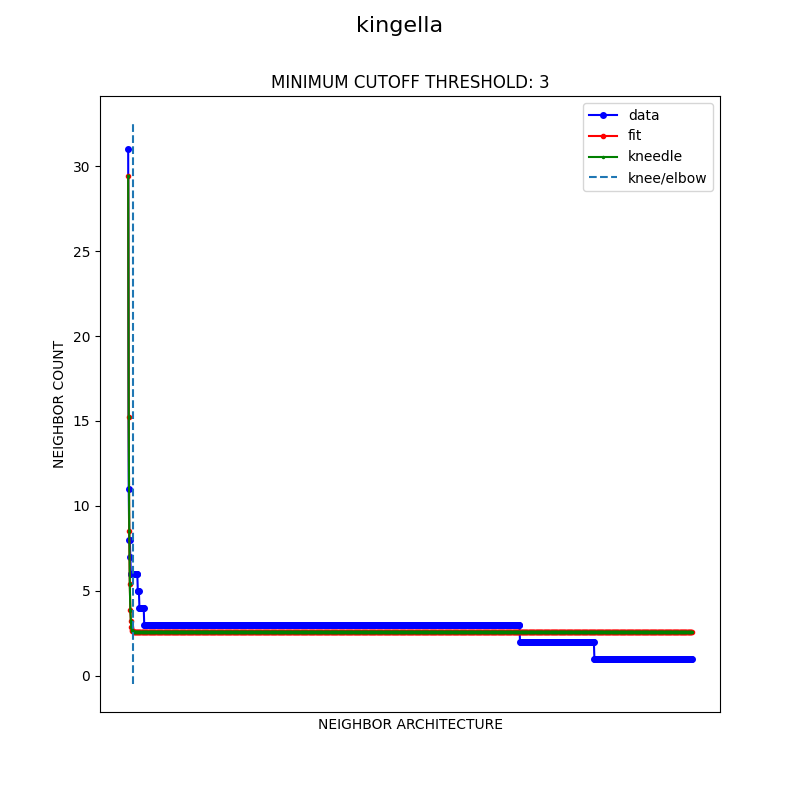 kingella
MINIMUM CUTOFF THRESHOLD: 3
data
fit
kneedle
knee/elbow
30
25
20
15
10
5
0
NEIGHBOR COUNT
NEIGHBOR ARCHITECTURE